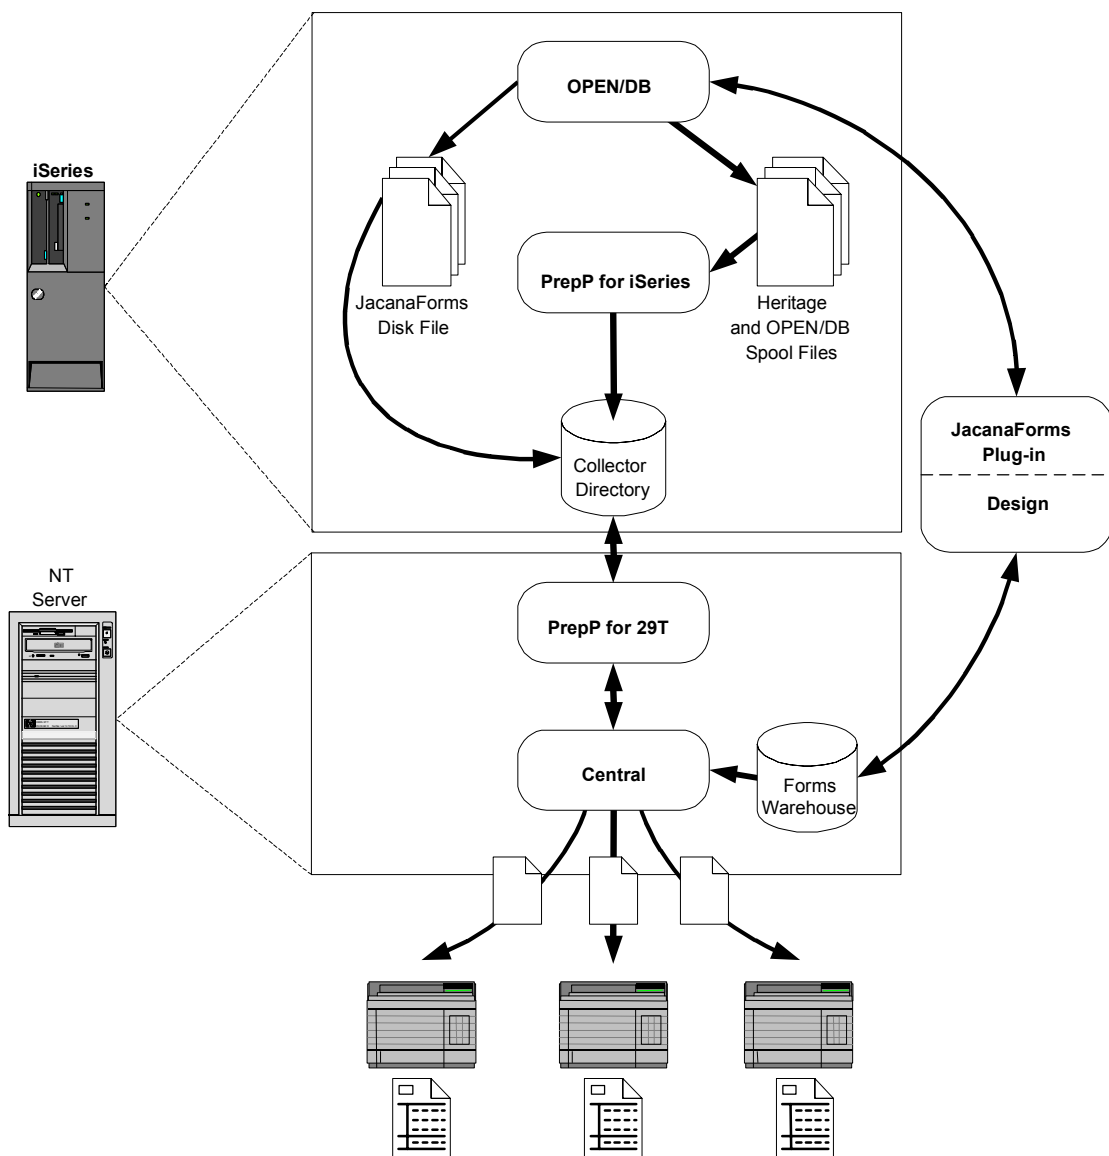 OPEN/DB
iSeries
JacanaForms
Disk File
PrepP for iSeries
Heritage
and OPEN/DB
Spool Files
Collector
Directory
JacanaForms
Plug-in
Design
NT
Server
PrepP for 29T
Central
Forms
Warehouse